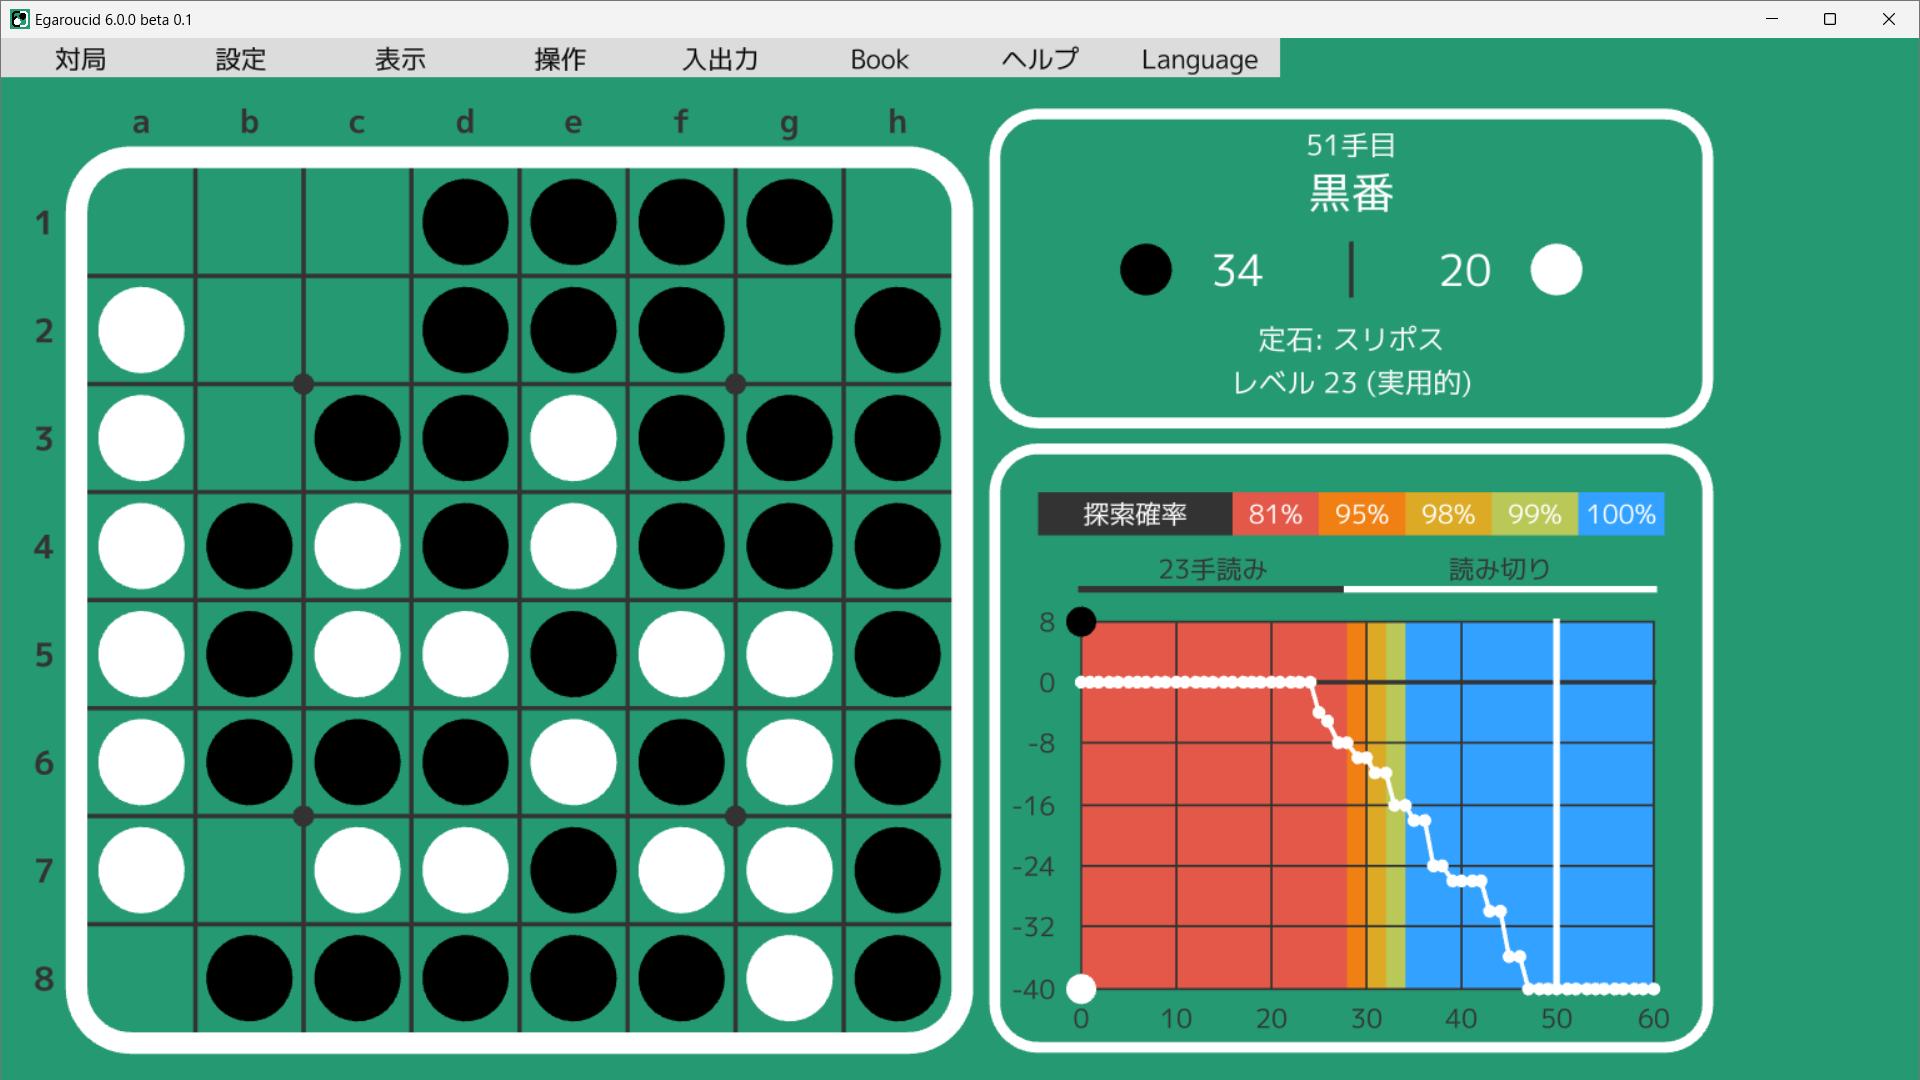 Egaroucid 6.0.0 beta 0.1
対局 設定 表示 操作 入出力 Book ヘルプ Language
a b c d e f g h
1
2
3
4
5
6
7
8
51手目
黒番
34 20
定石: スリポス
レベル 23 (実用的)
探索確率 81% 95% 98% 99% 100%
23手読み 読み切り
8
0
-8
-16
-24
-32
-40
0 10 20 30 40 50 60